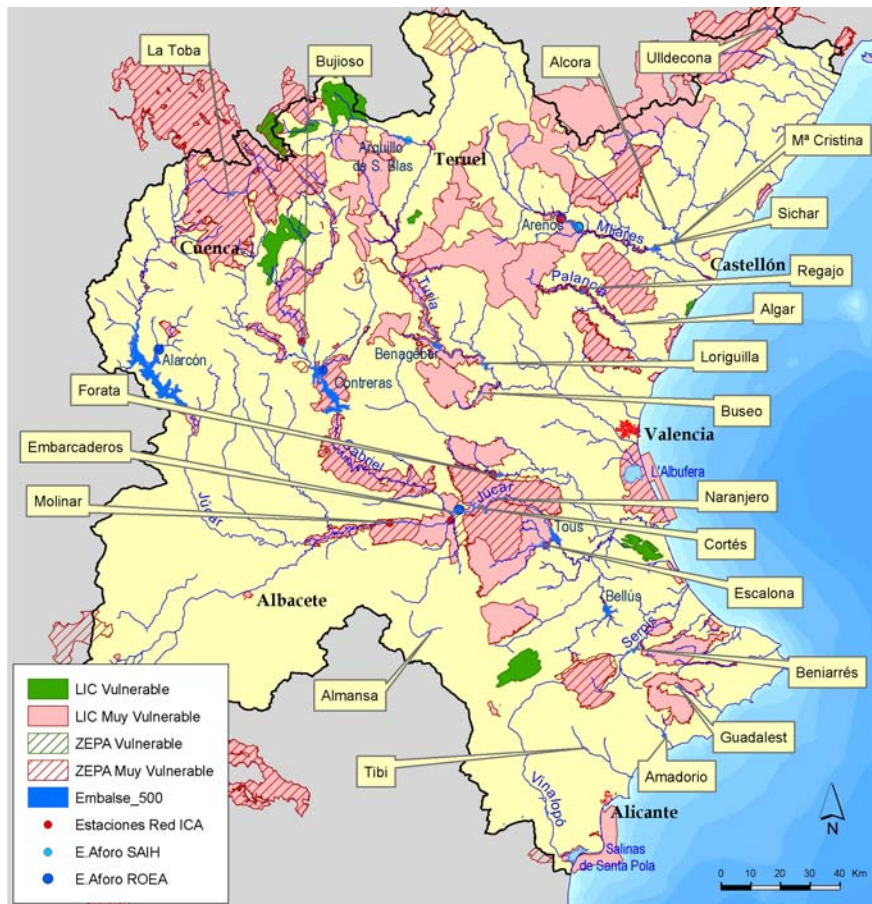 La Toba
Bujioso
Alcora
Ulldecona
Mª Cristina
Sichar
Regajo
Algar
Loriguilla
Buseo
Naranjero
Cortés
Escalona
Beniarrés
Guadalest
Amadorio
Tibi
Almansa
Molinar
Embarcaderos
Forata
Arquillo
de S. Blas
Teruel
Cuenca
Arenos
Mijares
Castellón
Palancia
Turia
Benageber
Alarcón
Contreras
Valencia
L'Albufera
Cabriel
Júcar
Júcar
Tous
Albacete
Bellús
Serpis
Vinalopó
Alicante
Salinas
de Santa Pola
LIC Vulnerable
LIC Muy Vulnerable
ZEPA Vulnerable
ZEPA Muy Vulnerable
Embalse_500
Estaciones Red ICA
E.Aforo SAIH
E.Aforo ROEA
N
0 10 20 30 40 Km